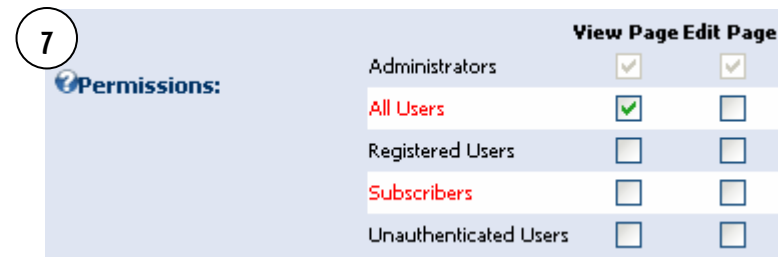 7
View Page Edit Page
Permissions:
Administrators
All Users
Registered Users
Subscribers
Unauthenticated Users